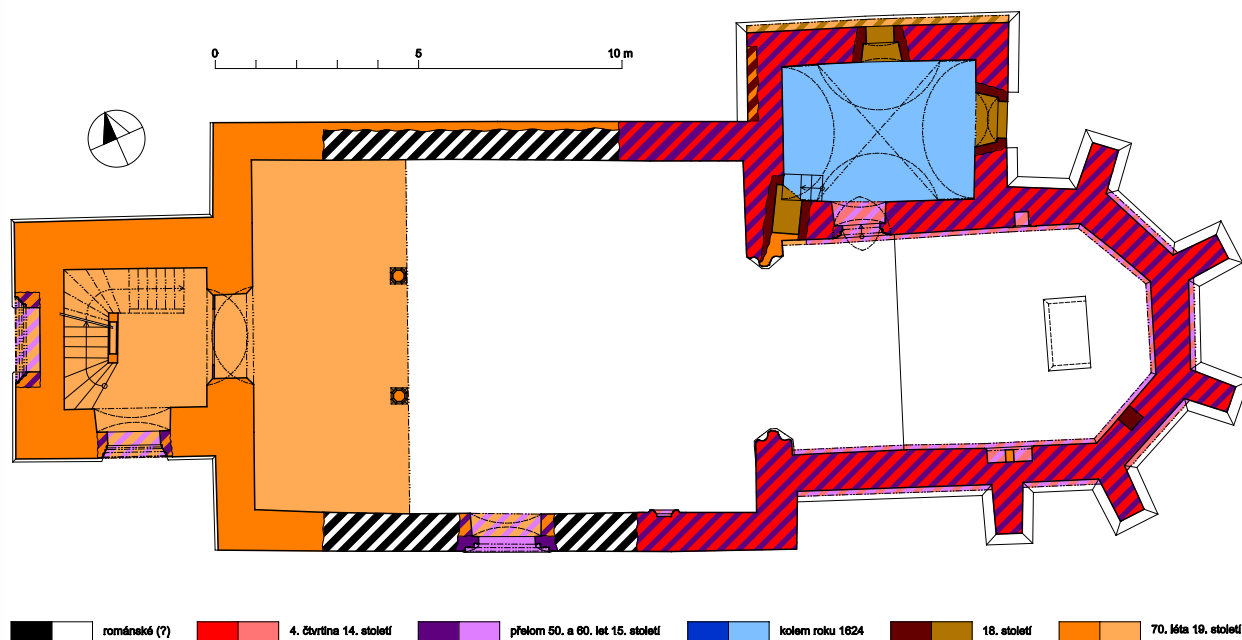 0 5 10 m
románské (?) 4. čtvrtina 14. století přelom 50. a 60. let 15. století kolem roku 1624 18. století 70. léta 19. století